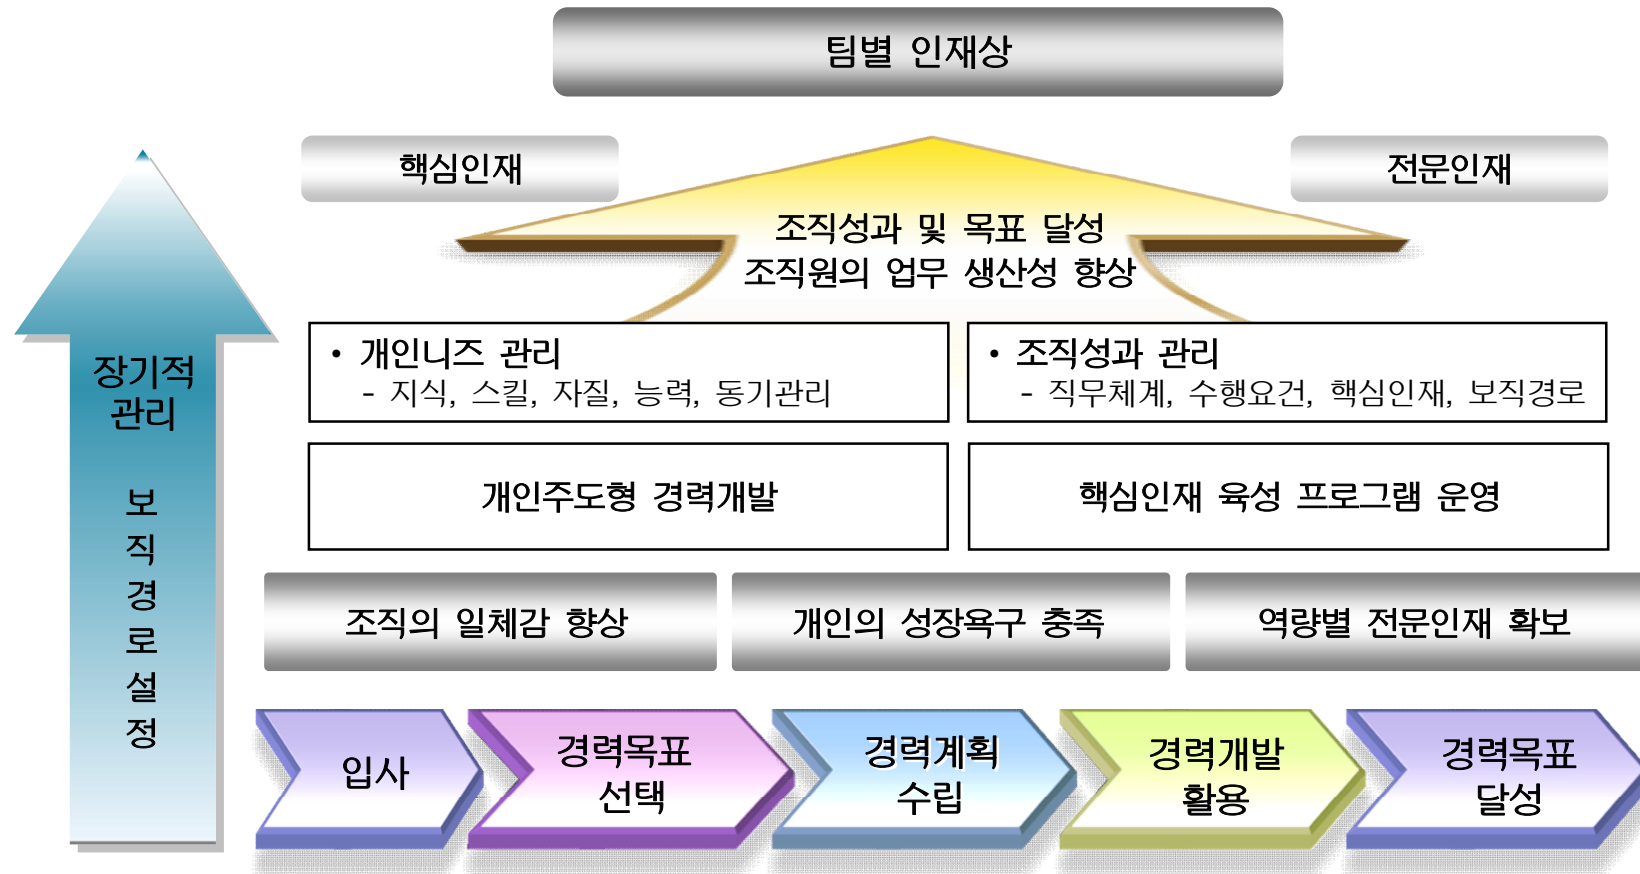 팀별 인재상
핵심인재
전문인재
조직성과 및 목표 달성
조직원의 업무 생산성 향상
• 개인니즈 관리
- 지식, 스킬, 자질, 능력, 동기관리
• 조직성과 관리
- 직무체계, 수행요건, 핵심인재, 보직경로
장기적
관리
보
직
경
로
설
정
개인주도형 경력개발
핵심인재 육성 프로그램 운영
조직의 일체감 향상
개인의 성장욕구 충족
역량별 전문인재 확보
입사
경력목표
선택
경력계획
수립
경력개발
활용
경력목표
달성